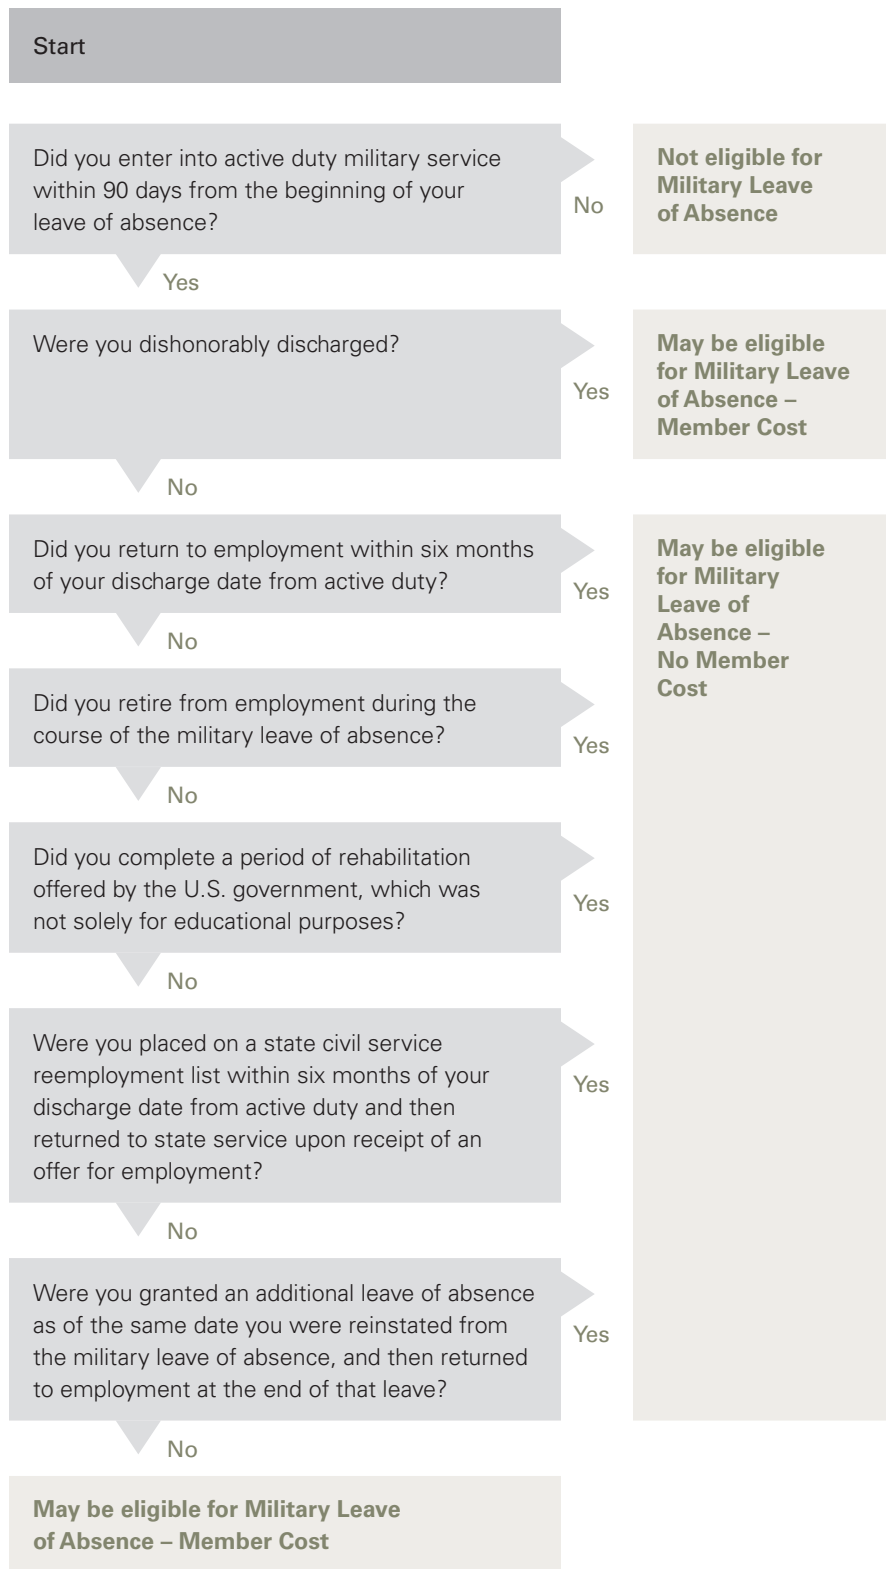 Start
Did you enter into active duty military service
within 90 days from the beginning of your
leave of absence?
No
Not eligible for
Military Leave
of Absence
Yes
Were you dishonorably discharged?
Yes
May be eligible
for Military Leave
of Absence –
Member Cost
No
Did you return to employment within six months
of your discharge date from active duty?
Yes
May be eligible
for Military
Leave of
Absence –
No Member
Cost
No
Did you retire from employment during the
course of the military leave of absence?
Yes
No
Did you complete a period of rehabilitation
offered by the U.S. government, which was
not solely for educational purposes?
Yes
No
Were you placed on a state civil service
reemployment list within six months of your
discharge date from active duty and then
returned to state service upon receipt of an
offer for employment?
Yes
No
Were you granted an additional leave of absence
as of the same date you were reinstated from
the military leave of absence, and then returned
to employment at the end of that leave?
Yes
No
May be eligible for Military Leave
of Absence – Member Cost